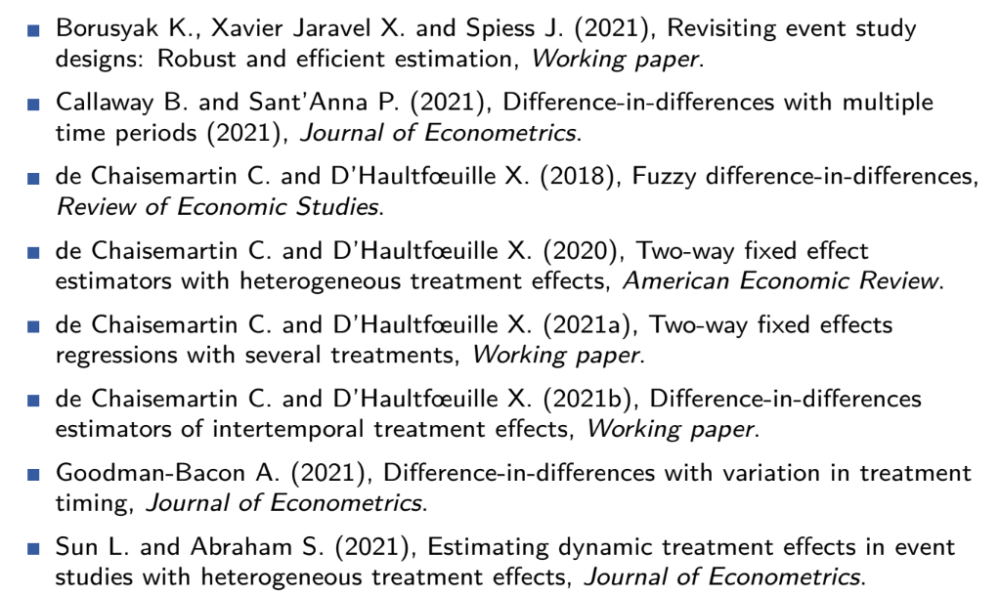 Borusyak K., Xavier Jaravel X. and Spiess J. (2021), Revisiting event study
designs: Robust and efficient estimation, Working paper.
Callaway B. and Sant'Anna P. (2021), Difference-in-differences with multiple
time periods (2021), Journal of Econometrics.
de Chaisemartin C. and D'Haultfœuille X. (2018), Fuzzy difference-in-differences,
Review of Economic Studies.
de Chaisemartin C. and D'Haultfœuille X. (2020), Two-way fixed effect
estimators with heterogeneous treatment effects, American Economic Review.
de Chaisemartin C. and D'Haultfœuille X. (2021a), Two-way fixed effects
regressions with several treatments, Working paper.
de Chaisemartin C. and D'Haultfœuille X. (2021b), Difference-in-differences
estimators of intertemporal treatment effects, Working paper.
Goodman-Bacon A. (2021), Difference-in-differences with variation in treatment
timing, Journal of Econometrics.
Sun L. and Abraham S. (2021), Estimating dynamic treatment effects in event
studies with heterogeneous treatment effects, Journal of Econometrics.